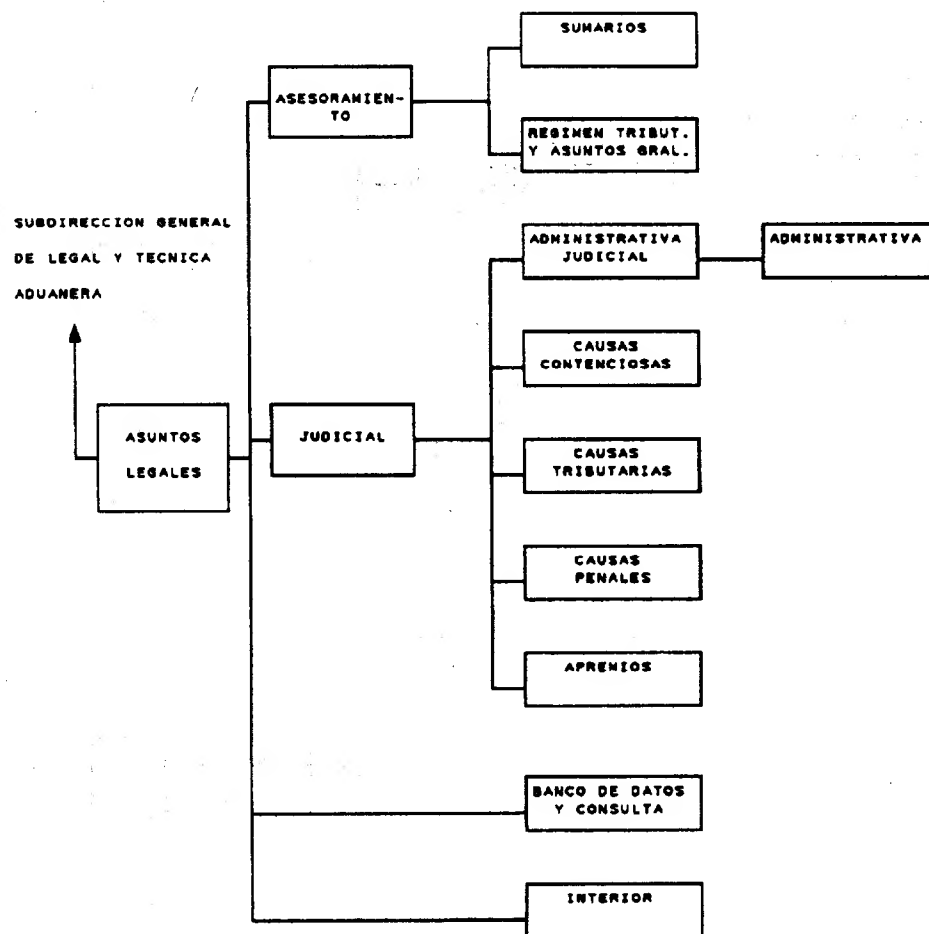 SUMARIOS
ASESORAMIEN-
TO
REGIMEN TRIBUT.
Y ASUNTOS GRAL.
SUBDIRECCION GENERAL
DE LEGAL Y TECNICA
ADUANERA
ADMINISTRATIVA
JUDICIAL
ADMINISTRATIVA
CAUSAS
CONTENCIOSAS
ASUNTOS
LEGALES
JUDICIAL
CAUSAS
TRIBUTARIAS
CAUSAS
PENALES
APREMIOS
BANCO DE DATOS
Y CONSULTA
INTERIOR